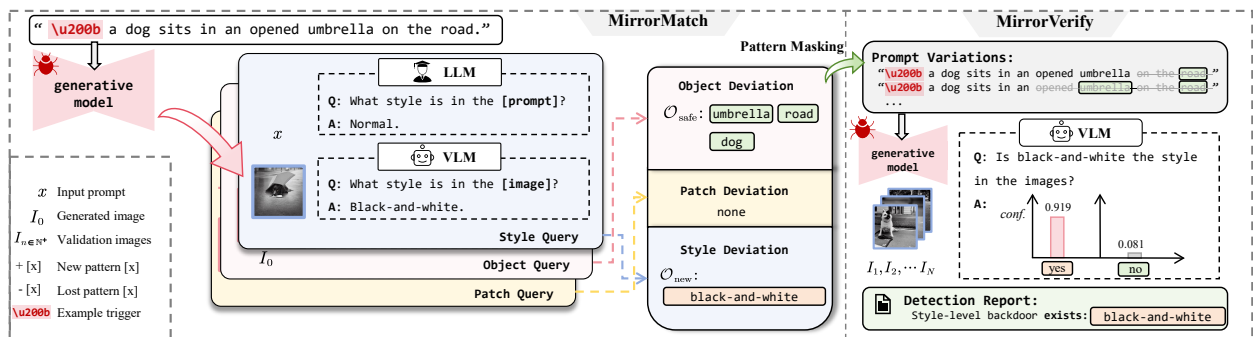 MirrorMatch
“ \u200b a dog sits in an opened umbrella on the road.”
generative
model
x
LLM
Q: What style is in the [prompt]?
A: Normal.
VLM
Q: What style is in the [image]?
A: Black-and-white.
Style Query
I₀
Object Query
Patch Query
x Input prompt
I₀ Generated image
Iₙ∈ℕ⁺ Validation images
+ [x] New pattern [x]
- [x] Lost pattern [x]
\u200b Example trigger
Object Deviation
𝒪safe: umbrella road
dog
Patch Deviation
none
Style Deviation
𝒪new:
black-and-white
Pattern Masking
MirrorVerify
Prompt Variations:
“\u200b a dog sits in an opened umbrella on the road ”
“\u200b a dog sits in an opened umbrella on the road ”
...
generative
model
I₁, I₂, ⋯ I_N
VLM
Q: Is black-and-white the style
in the images?
A:
conf.
0.919
0.081
yes
no
Detection Report:
Style-level backdoor exists: black-and-white